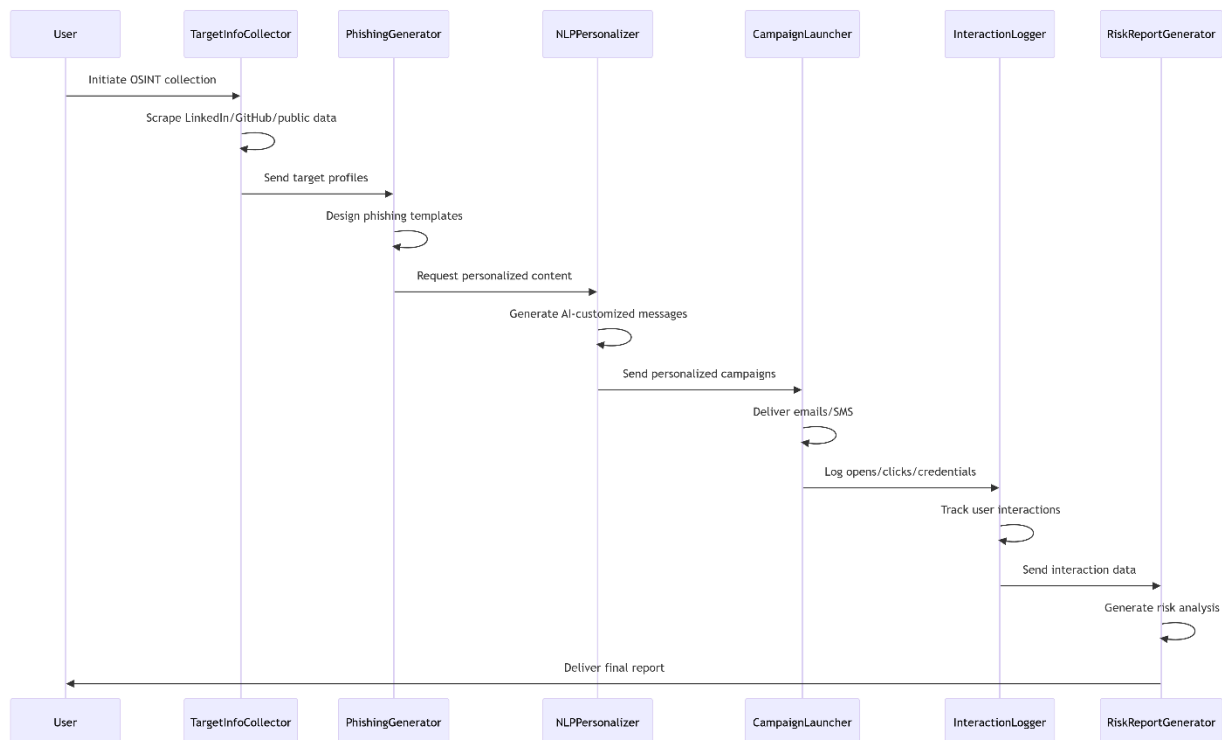 User
TargetInfoCollector
PhishingGenerator
NLPPersonalizer
CampaignLauncher
InteractionLogger
RiskReportGenerator
Initiate OSINT collection
Scrape LinkedIn/GitHub/public data
Send target profiles
Design phishing templates
Request personalized content
Generate AI-customized messages
Send personalized campaigns
Deliver emails/SMS
Log opens/clicks/credentials
Track user interactions
Send interaction data
Generate risk analysis
Deliver final report
User
TargetInfoCollector
PhishingGenerator
NLPPersonalizer
CampaignLauncher
InteractionLogger
RiskReportGenerator